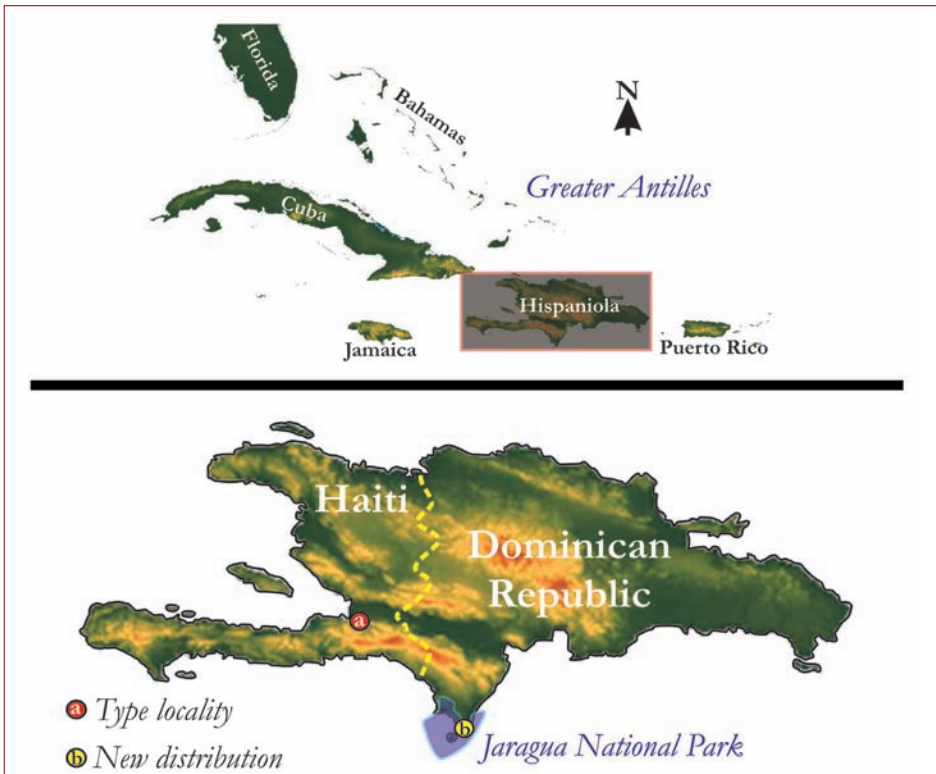 Florida
Bahamas
N
Greater Antilles
Cuba
Hispaniola
Jamaica
Puerto Rico
Haiti
Dominican
Republic
a
a Type locality
b
b New distribution
Jaragua National Park